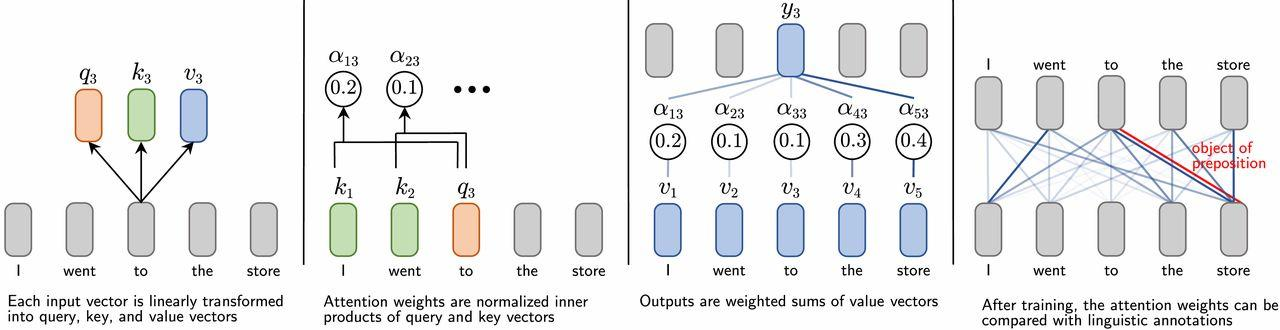 q₃ k₃ v₃
I went to the store
Each input vector is linearly transformed
into query, key, and value vectors
α₁₃ α₂₃
0.2 0.1 •••
k₁ k₂ q₃
I went to the store
Attention weights are normalized inner
products of query and key vectors
y₃
α₁₃ α₂₃ α₃₃ α₄₃ α₅₃
0.2 0.1 0.1 0.3 0.4
v₁ v₂ v₃ v₄ v₅
I went to the store
Outputs are weighted sums of value vectors
I went to the store
object of
preposition
I went to the store
After training, the attention weights can be
compared with linguistic annotations